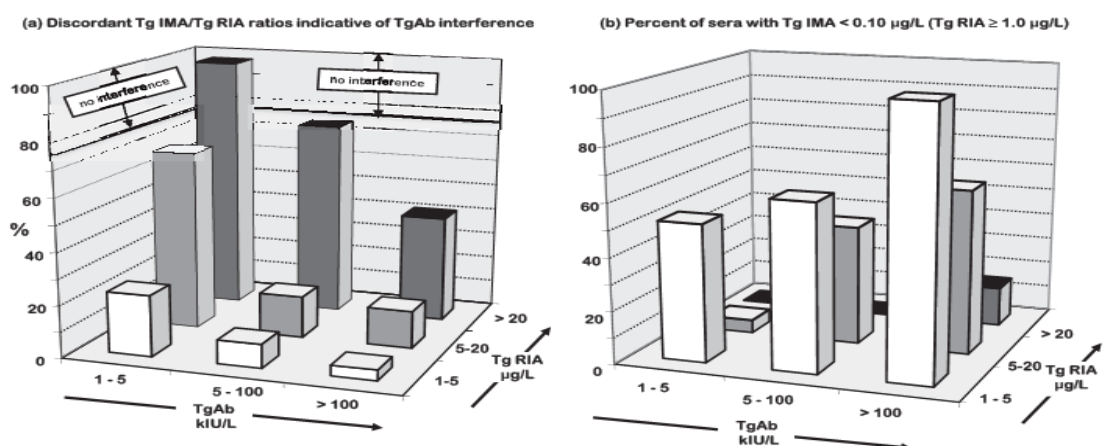 (a) Discordant Tg IMA/Tg RIA ratios indicative of TgAb interference
100
80
60
%
40
20
0
no interference
no interference
1 - 5
5 - 100
> 100
TgAb
kIU/L
> 20
5-20
1-5
Tg RIA
µg/L
(b) Percent of sera with Tg IMA < 0.10 µg/L (Tg RIA ≥ 1.0 µg/L)
100
80
60
40
20
0
1 - 5
5 - 100
> 100
TgAb
kIU/L
> 20
5-20
1 - 5
Tg RIA
µg/L